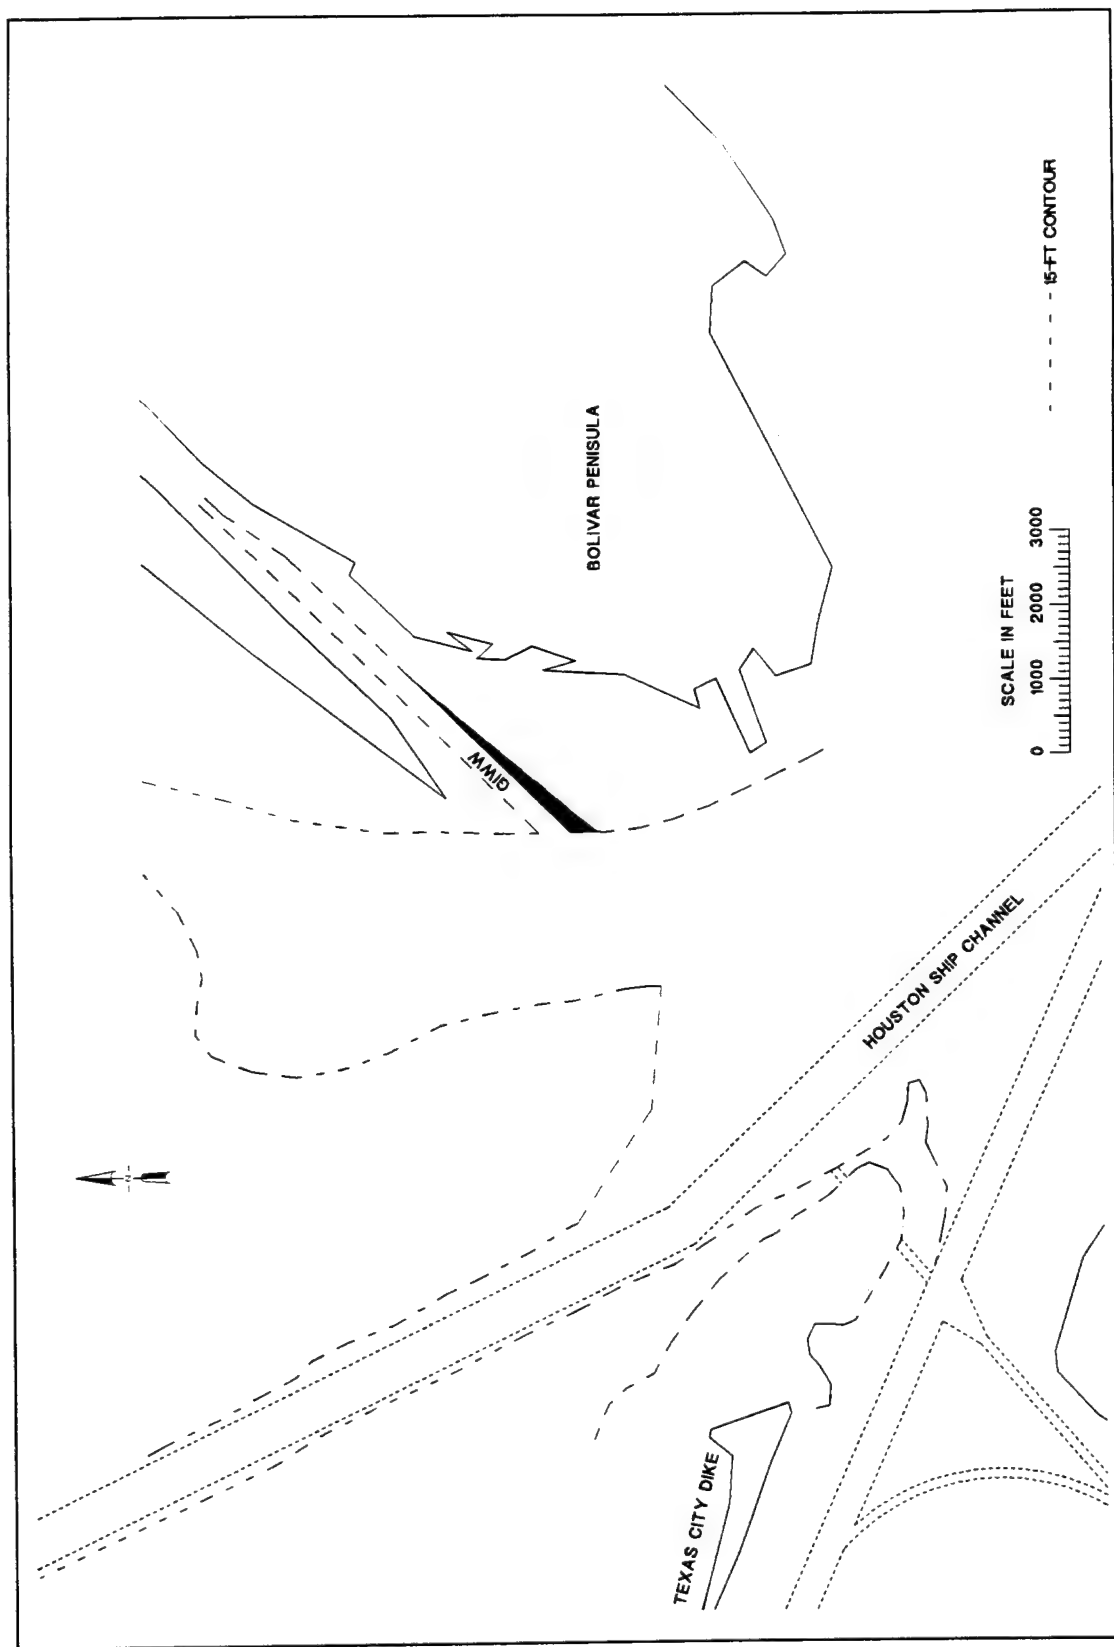 BOLIVAR PENISULA
GIWW
HOUSTON SHIP CHANNEL
TEXAS CITY DIKE
SCALE IN FEET
0 1000 2000 3000
15-FT CONTOUR
N